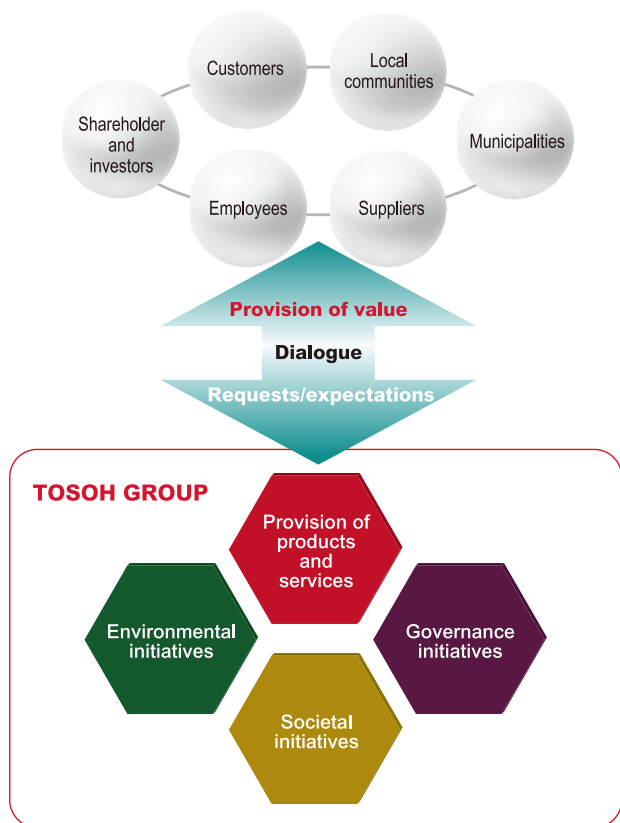 Customers
Local
communities
Shareholder
and
investors
Municipalities
Employees
Suppliers
Provision of value
Dialogue
Requests/expectations
TOSOH GROUP
Provision of
products
and
services
Environmental
initiatives
Governance
initiatives
Societal
initiatives